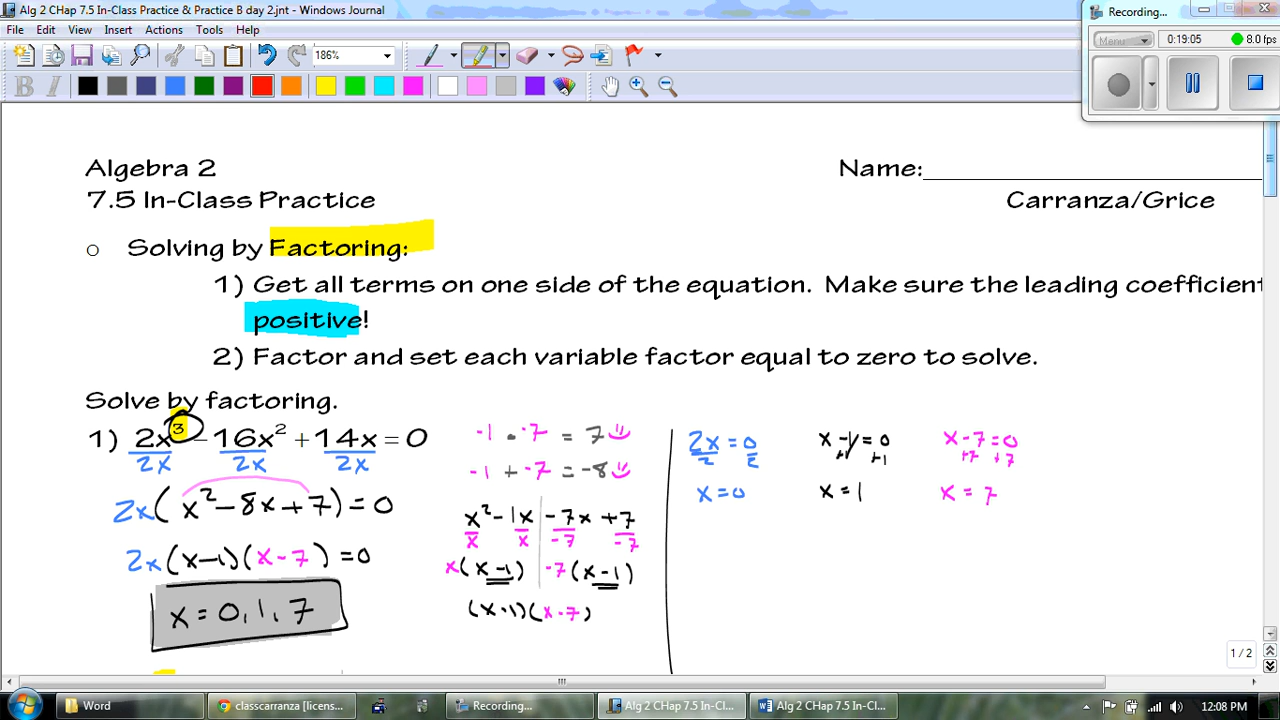 Alg 2 CHap 7.5 In-Class Practice & Practice B day 2.jnt - Windows Journal
Recording...
File Edit View Insert Actions Tools Help
Menu 0:19:05 8.0 fps
186%
B I
Algebra 2 Name:
7.5 In-Class Practice Carranza/Grice
o Solving by Factoring:
1) Get all terms on one side of the equation. Make sure the leading coefficient
positive!
2) Factor and set each variable factor equal to zero to solve.
Solve by factoring.
1) 2x³ - 16x² + 14x = 0
2x 2x 2x
2x(x² - 8x + 7) = 0
2x(x-1)(x-7) = 0
x = 0, 1, 7
-1 · -7 = 7
-1 + -7 = -8
x² - 1x - 7x + 7
x x -7 -7
x(x-1) -7(x-1)
(x-1)(x-7)
2x = 0 x - 1 = 0 x - 7 = 0
2 2 +1 +1 +7 +7
x = 0 x = 1 x = 7
1 / 2
Word classcarranza [licens... Recording... Alg 2 CHap 7.5 In-Cl... Alg 2 CHap 7.5 In-Cl... 12:08 PM